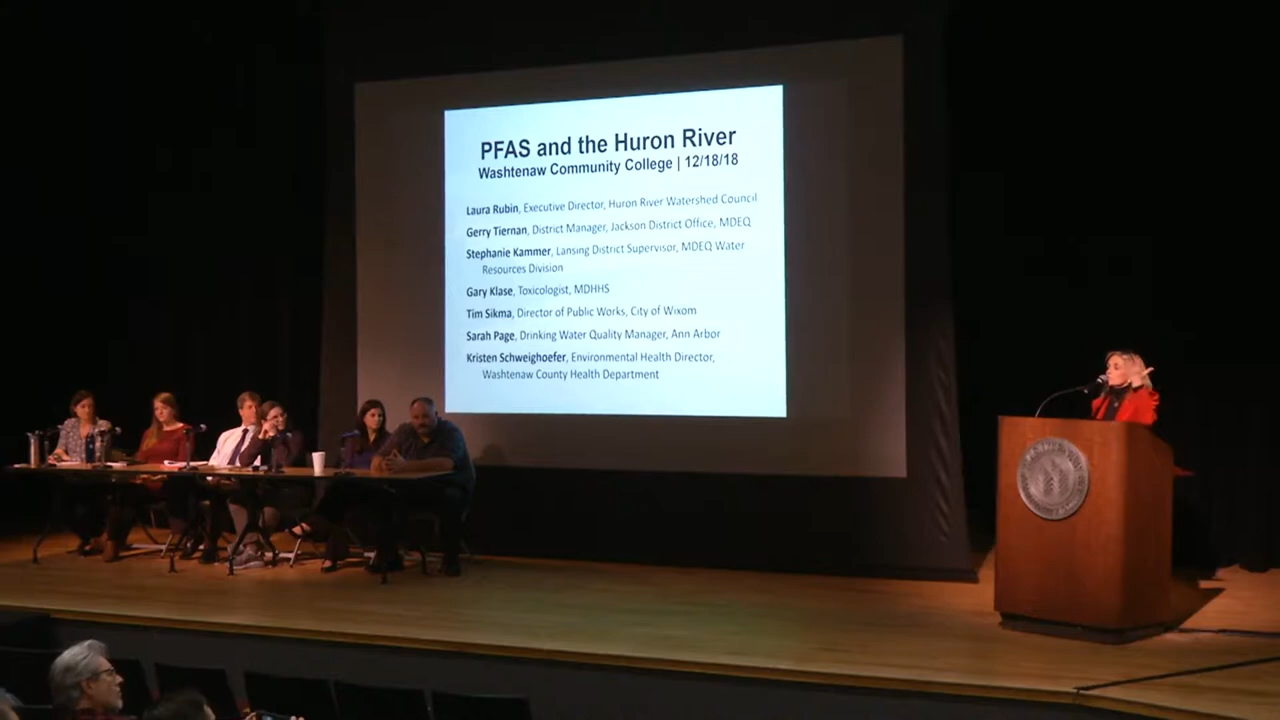 PFAS and the Huron River
Washtenaw Community College | 12/18/18
Laura Rubin, Executive Director, Huron River Watershed Council
Gerry Tiernan, District Manager, Jackson District Office, MDEQ
Stephanie Kammer, Lansing District Supervisor, MDEQ Water
Resources Division
Gary Klase, Toxicologist, MDHHS
Tim Sikma, Director of Public Works, City of Wixom
Sarah Page, Drinking Water Quality Manager, Ann Arbor
Kristen Schweighoefer, Environmental Health Director,
Washtenaw County Health Department